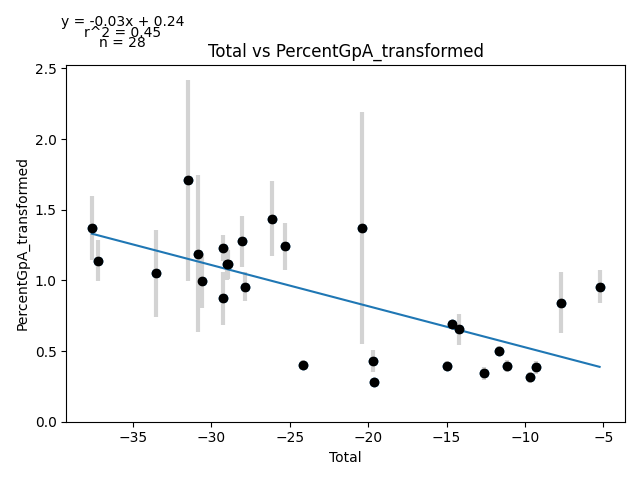 y = -0.03x + 0.24
r^2 = 0.45
n = 28
Total vs PercentGpA_transformed
2.5
2.0
1.5
1.0
0.5
0.0
PercentGpA_transformed
−35
−30
−25
−20
−15
−10
−5
Total